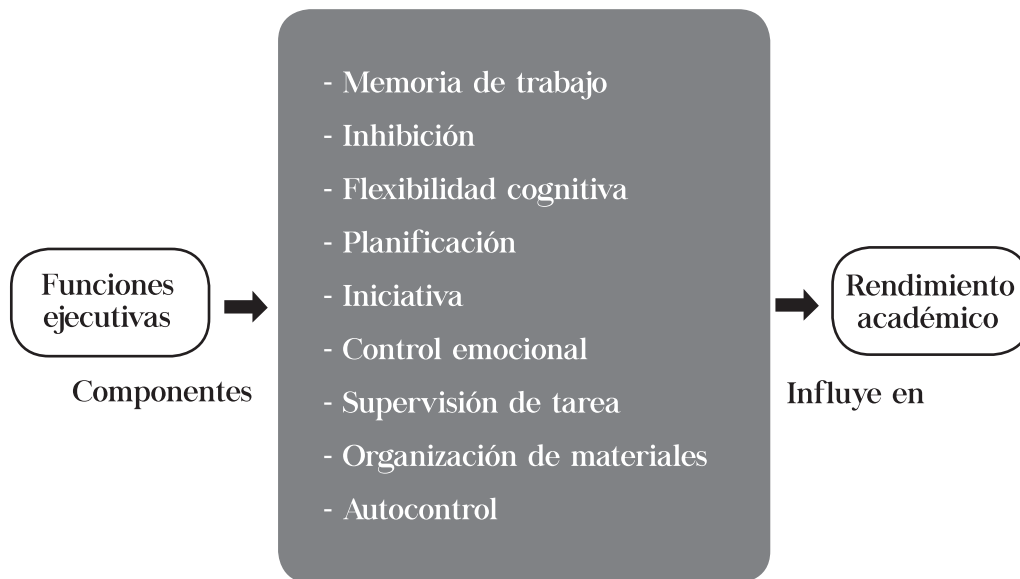 Funciones
ejecutivas
Componentes
- Memoria de trabajo
- Inhibición
- Flexibilidad cognitiva
- Planificación
- Iniciativa
- Control emocional
- Supervisión de tarea
- Organización de materiales
- Autocontrol
Rendimiento
académico
Influye en